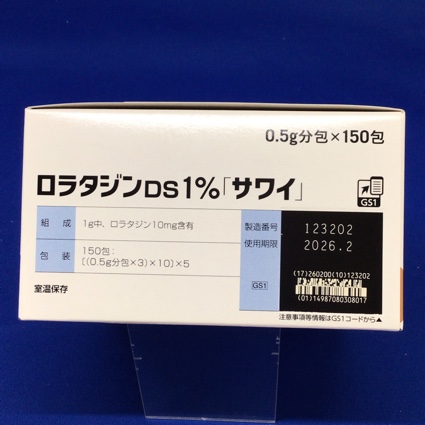 0.5g分包×150包
ロラタジンDS1%「サワイ」
GS1
組成 1g中，ロラタジン10mg含有
包装 150包：
[(0.5g分包×3)×10]×5
室温保存
製造番号 123202
使用期限 2026.2
(17)260200(10)123202
GS1
(01)14987080308017
注意事項等情報はGS1コードから▲